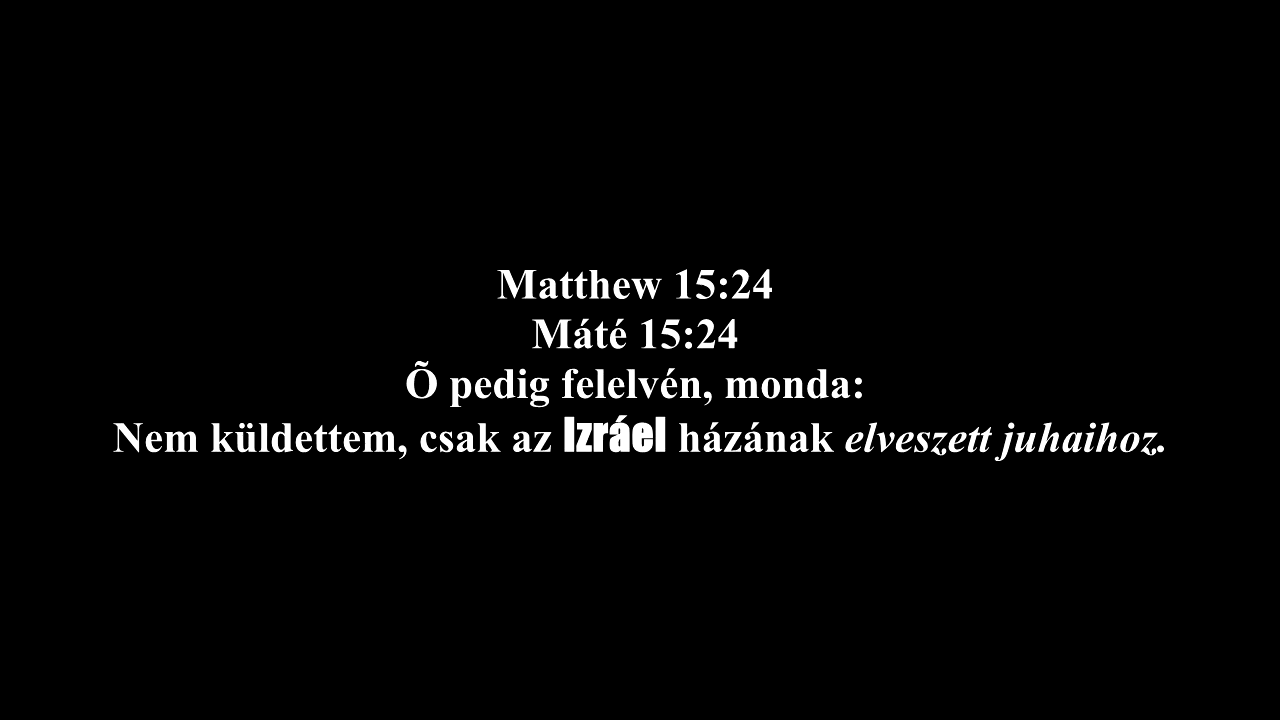 Matthew 15:24
Máté 15:24
Õ pedig felelvén, monda:
Nem küldettem, csak az Izráel házának elveszett juhaihoz.